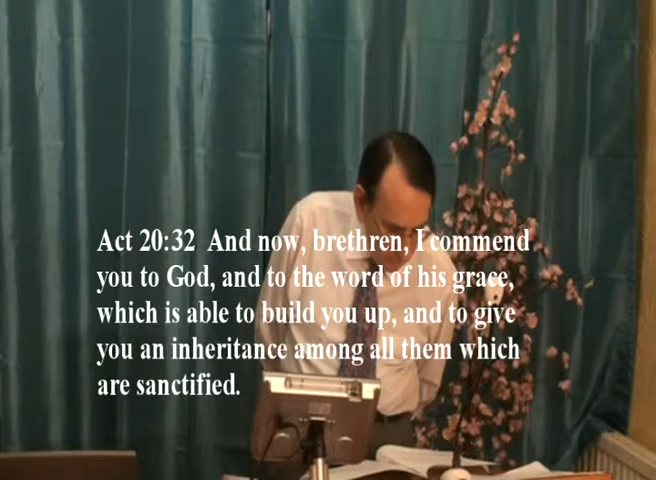 Act 20:32  And now, brethren, I commend
you to God, and to the word of his grace,
which is able to build you up, and to give
you an inheritance among all them which
are sanctified.